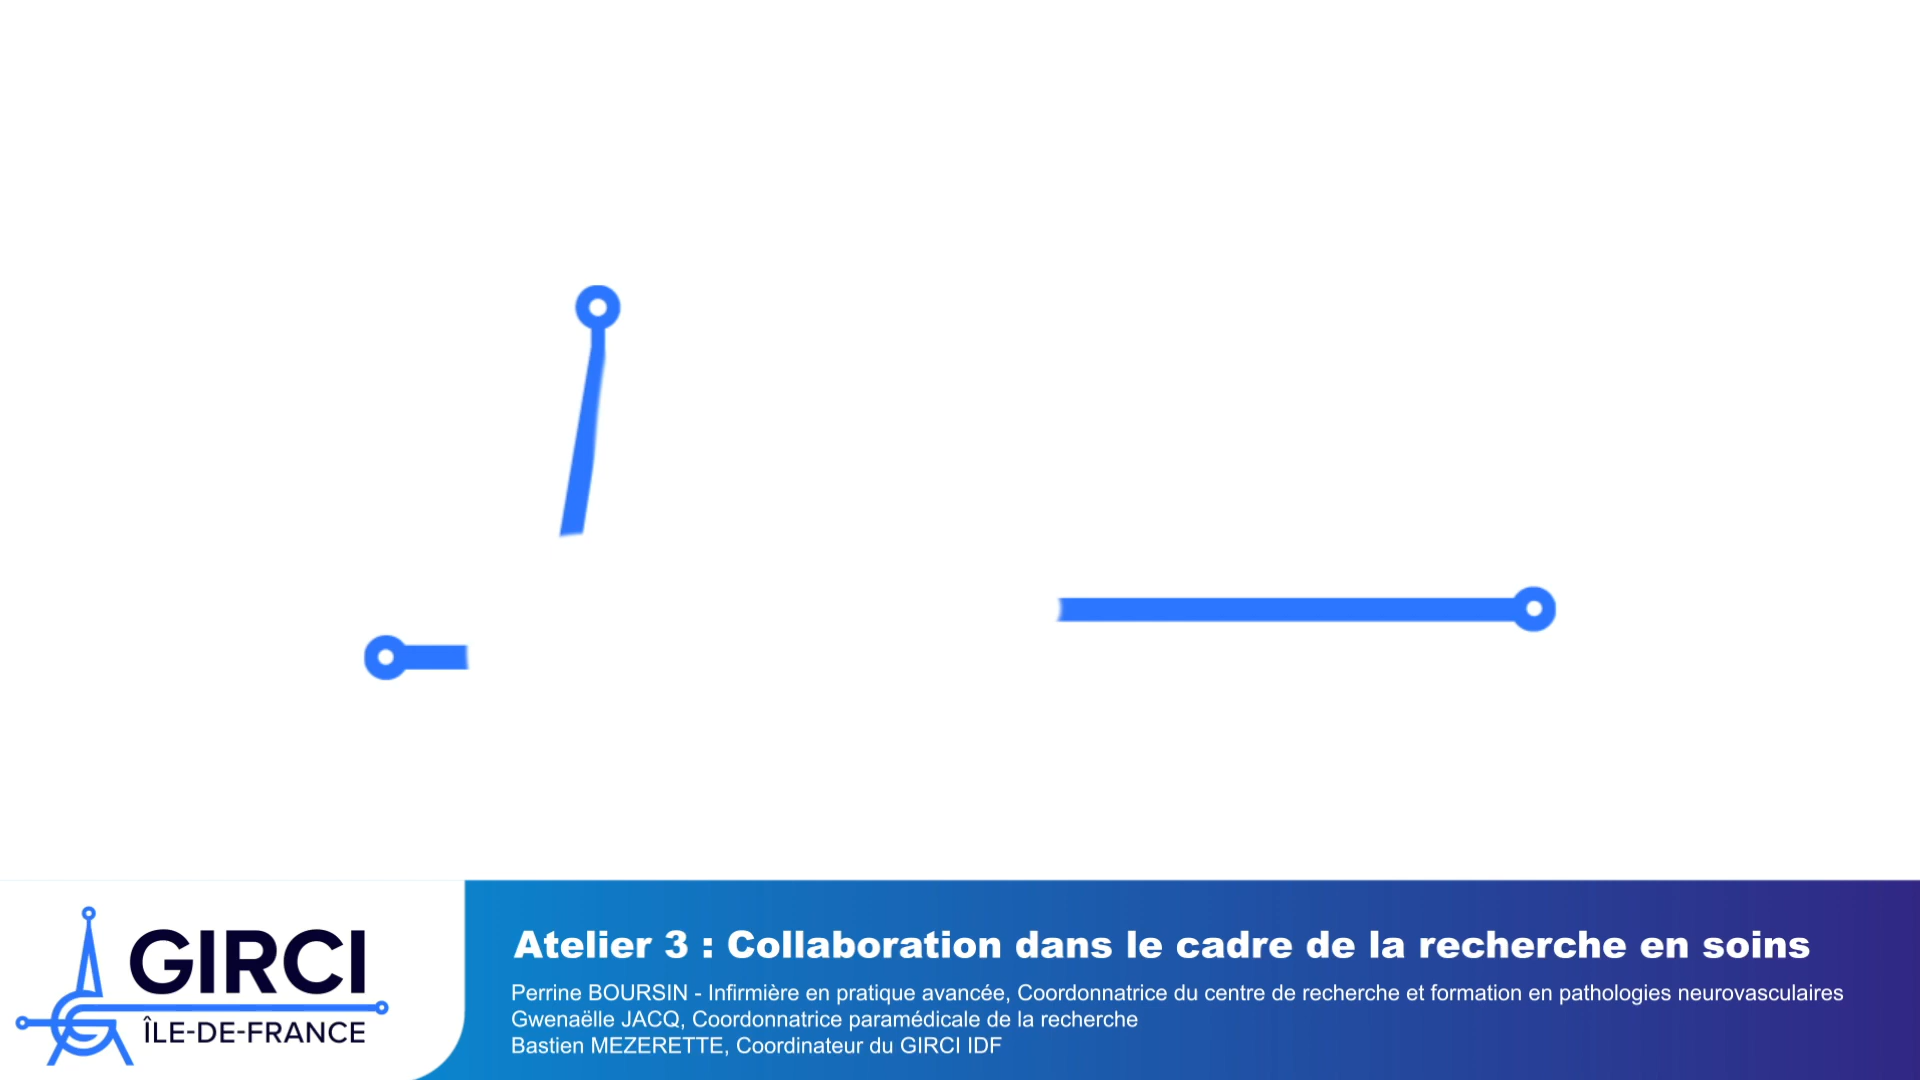 GIRCI
ÎLE-DE-FRANCE
Atelier 3 : Collaboration dans le cadre de la recherche en soins
Perrine BOURSIN - Infirmière en pratique avancée, Coordonnatrice du centre de recherche et formation en pathologies neurovasculaires
Gwenaëlle JACQ, Coordonnatrice paramédicale de la recherche
Bastien MEZERETTE, Coordinateur du GIRCI IDF